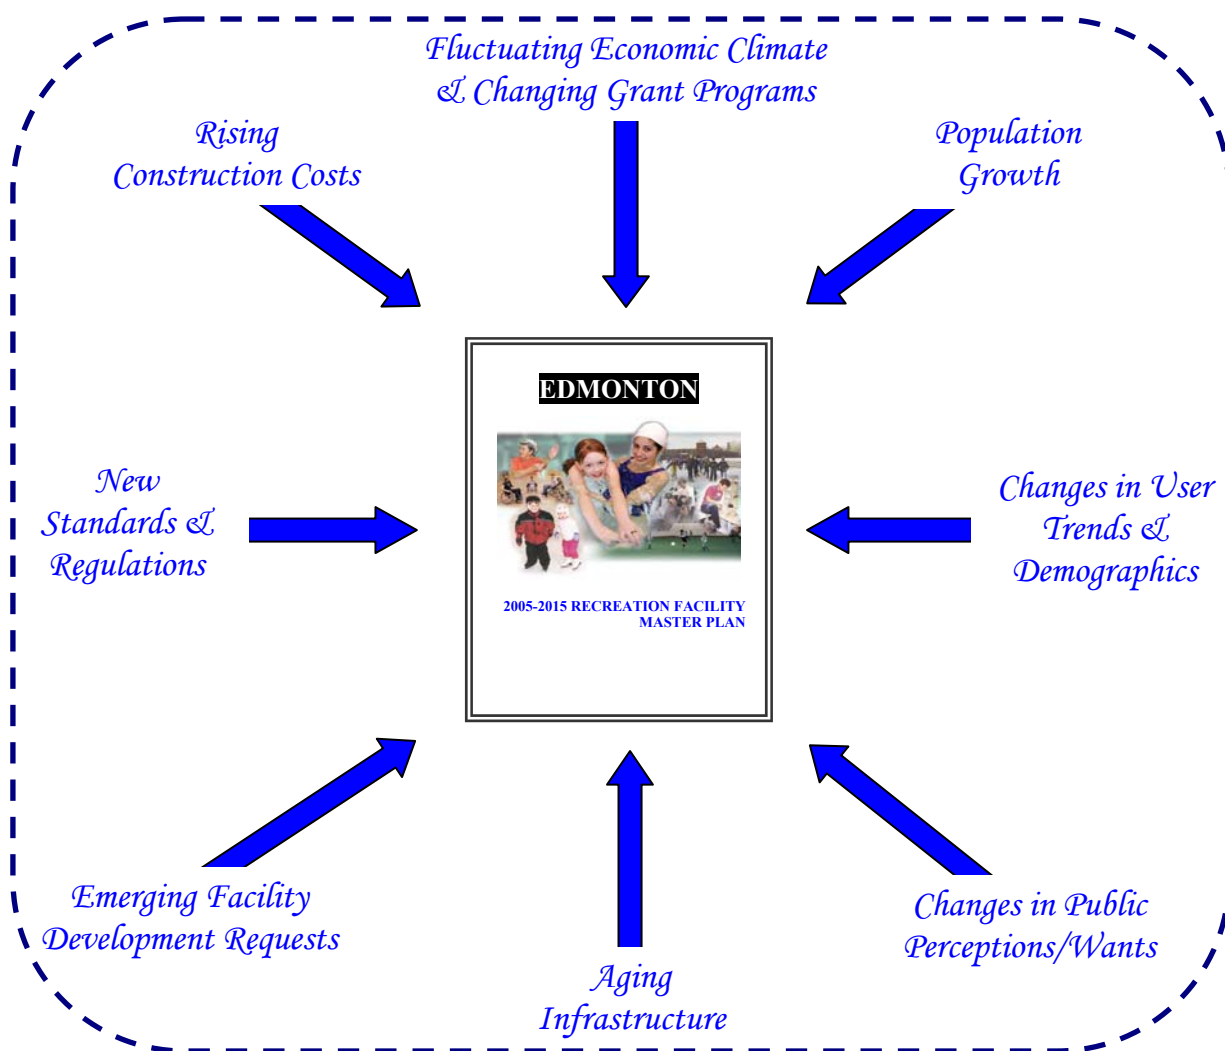 Fluctuating Economic Climate
& Changing Grant Programs
Rising
Construction Costs
Population
Growth
EDMONTON
New
Standards &
Regulations
Changes in User
Trends &
Demographics
2005-2015 RECREATION FACILITY
MASTER PLAN
Emerging Facility
Development Requests
Changes in Public
Perceptions/Wants
Aging
Infrastructure